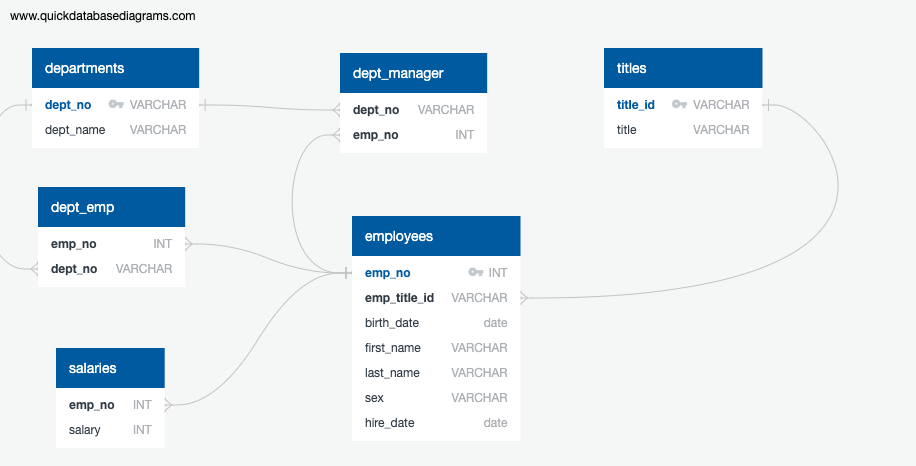 www.quickdatabasediagrams.com
departments
dept_no VARCHAR
dept_name VARCHAR
dept_manager
dept_no VARCHAR
emp_no INT
titles
title_id VARCHAR
title VARCHAR
dept_emp
emp_no INT
dept_no VARCHAR
employees
emp_no INT
emp_title_id VARCHAR
birth_date date
first_name VARCHAR
last_name VARCHAR
sex VARCHAR
hire_date date
salaries
emp_no INT
salary INT